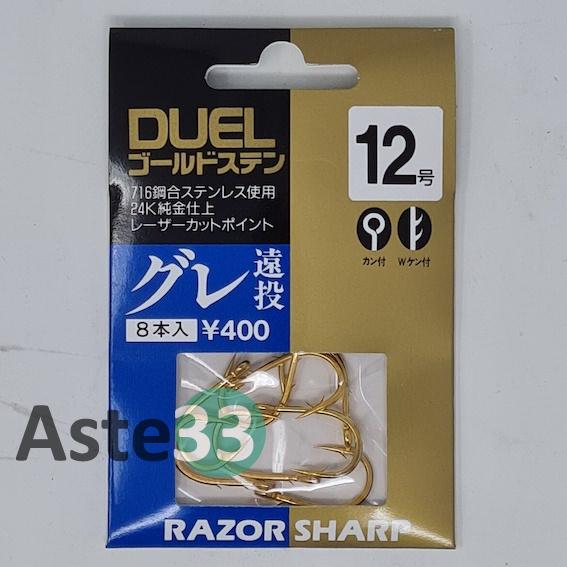 DUEL
ゴールドステン
716鋼合ステンレス使用
24K純金仕上
レーザーカットポイント
12号
カン付 Wケン付
グレ遠投
8本入 ¥400
Aste33
RAZOR SHARP